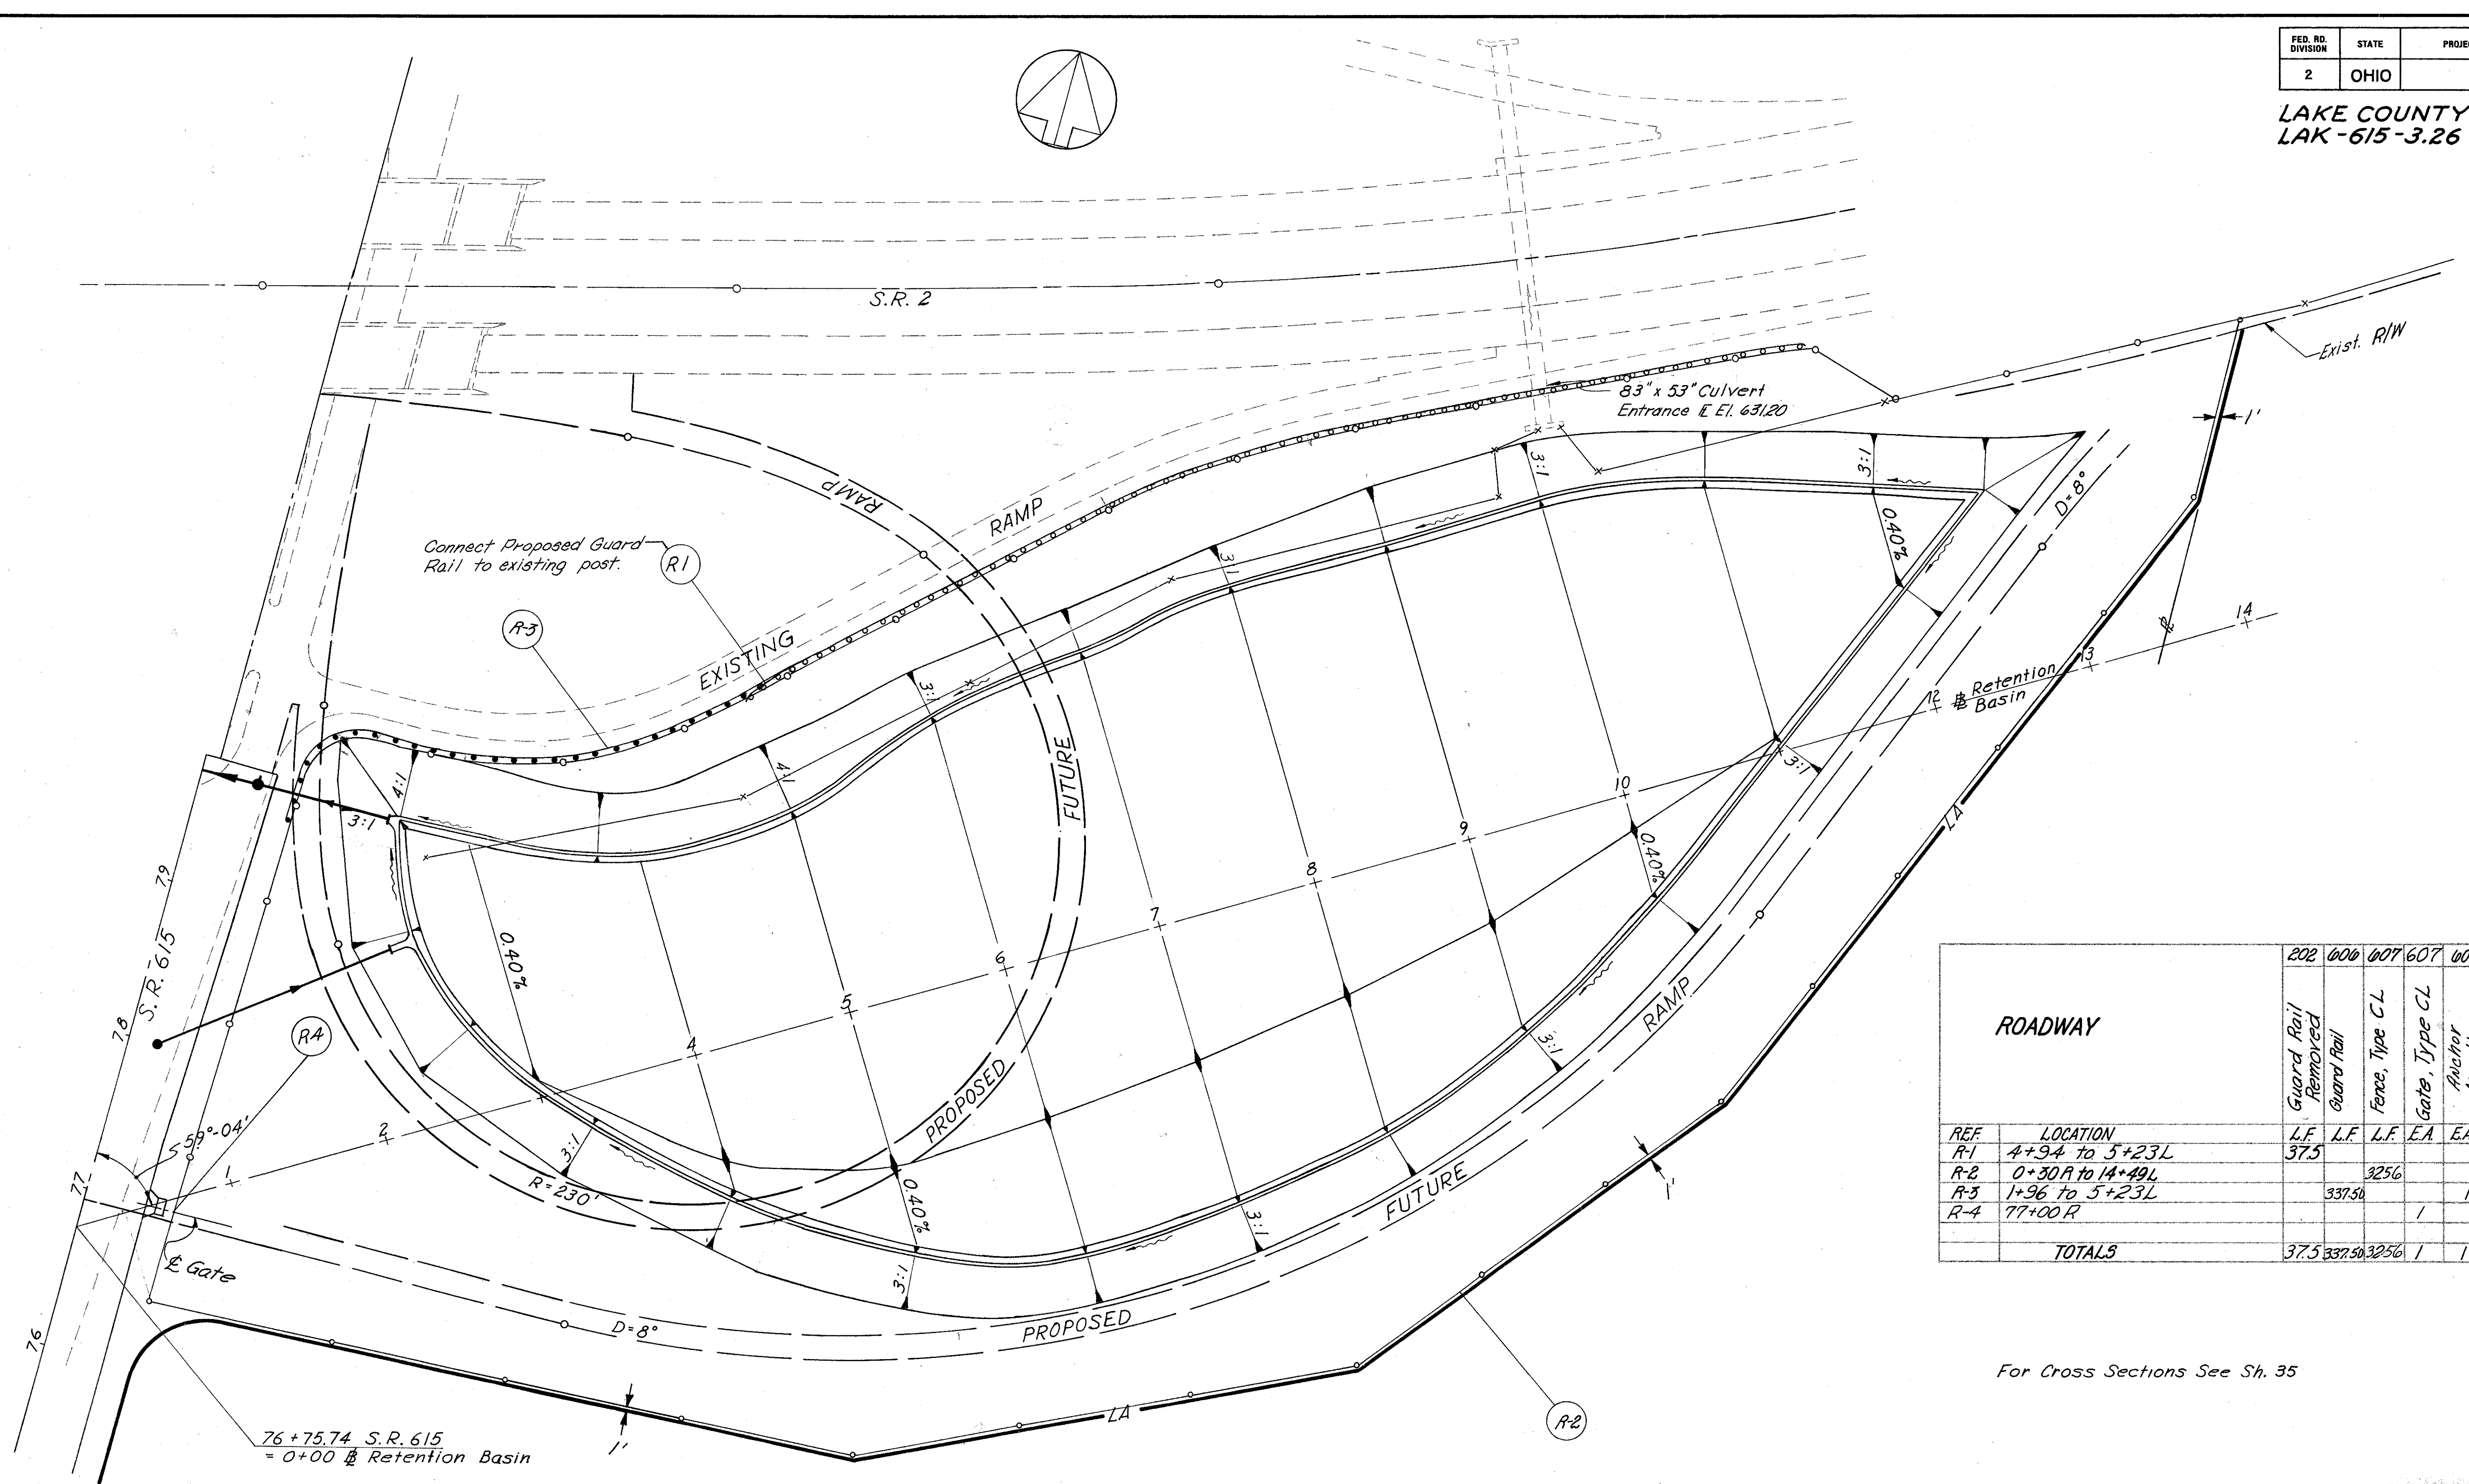 FED. RD. DIVISION STATE
2 OHIO
LAKE COUNTY
LAK-615-3.26
S.R. 2
Exist. R/W
83" x 53" Culvert
Entrance ℄ El. 631.20
1'
3:1
3:1
D=8°
RAMP
RAMP
Connect Proposed Guard
Rail to existing post.
R1
0.40%
3:1
R-3
EXISTING
14
13
3:1
12 ⅊ Retention
Basin
FUTURE
4:1
4:1
3:1
3:1
10
9
LA
0.40%
8
79
7
S.R. 615
0.40%
6
5
78
R4
4
RAMP
3:1
PROPOSED
2
59°-04'
1
3:1
77
R=230'
0.40%
3:1
1'
FUTURE
℄ Gate
3:1
76
D=8°
PROPOSED
LA
1'
R-2
76+75.74 S.R. 615
= 0+00 ⅊ Retention Basin
ROADWAY
202 606 607 607
Guard Rail Removed
Guard Rail
Fence, Type CL
Gate, Type CL
Anchor
REF. LOCATION L.F. L.F. L.F. E.A.
R-1 4+94 to 5+23L 37.5
R-2 0+30R to 14+49L 3256
R-3 1+96 to 5+23L 337.50 1
R-4 77+00 R 1
TOTALS 37.5 337.50 3256 1 1
For Cross Sections See Sh. 35